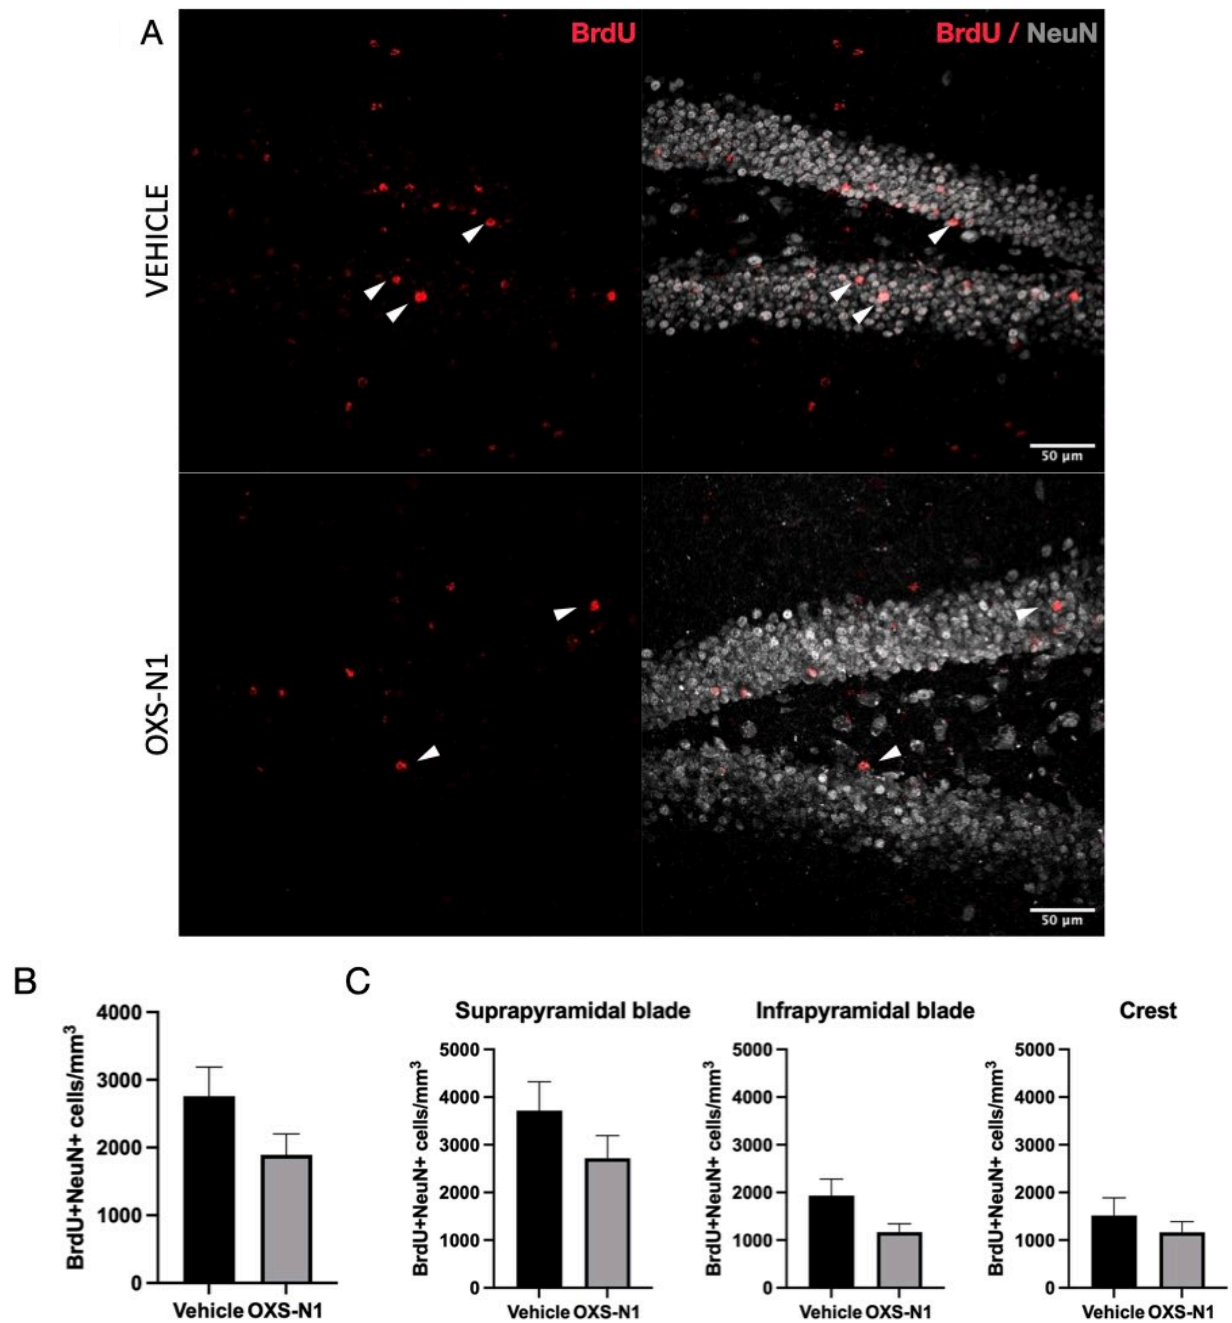 A
BrdU
BrdU / NeuN
VEHICLE
50 µm
OXS-N1
50 µm
B
C
BrdU+NeuN+ cells/mm³
4000
3000
2000
1000
0
Vehicle OXS-N1
Suprapyramidal blade
BrdU+NeuN+ cells/mm³
5000
4000
3000
2000
1000
0
Vehicle OXS-N1
Infrapyramidal blade
BrdU+NeuN+ cells/mm³
5000
4000
3000
2000
1000
0
Vehicle OXS-N1
Crest
BrdU+NeuN+ cells/mm³
5000
4000
3000
2000
1000
0
Vehicle OXS-N1